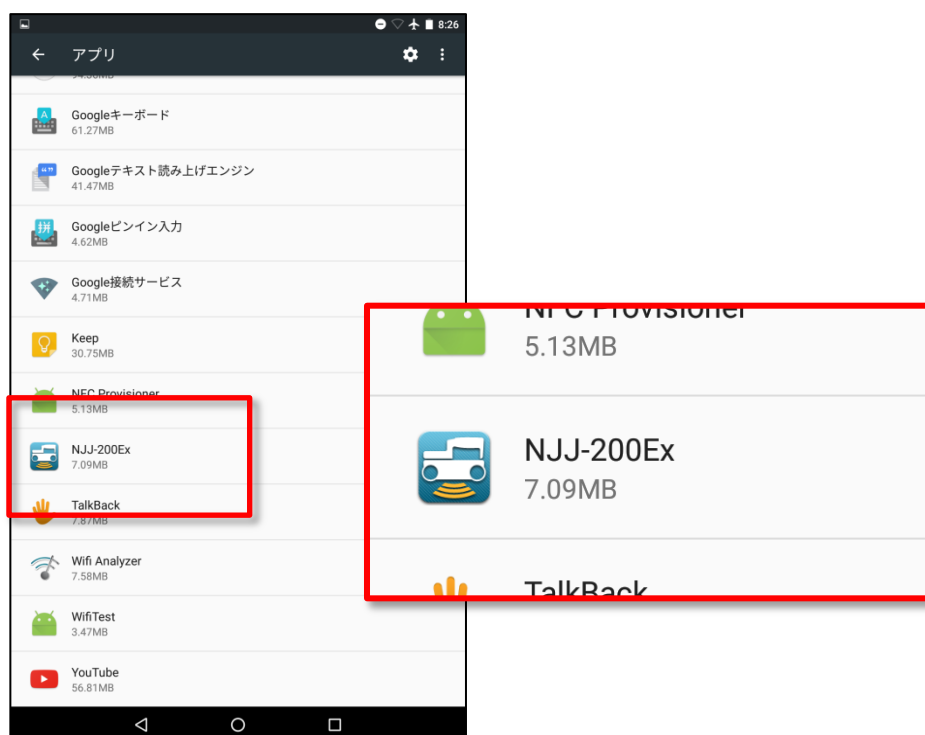 8:26
アプリ
Googleキーボード
61.27MB
Googleテキスト読み上げエンジン
41.47MB
Googleピンイン入力
4.62MB
Google接続サービス
4.71MB
Keep
30.75MB
NFC Provisioner
5.13MB
NJJ-200Ex
7.09MB
TalkBack
7.87MB
Wifi Analyzer
7.58MB
WifiTest
3.47MB
YouTube
56.81MB
NFC Provisioner
5.13MB
NJJ-200Ex
7.09MB
TalkBack